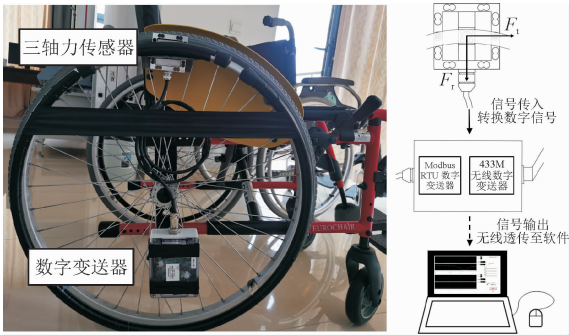 三轴力传感器
数字变送器
EUROCHAIR
Ft
Fr
信号传入
转换数字信号
Modbus
RTU 数字
变送器
433M
无线数字
变送器
信号输出
无线透传至软件